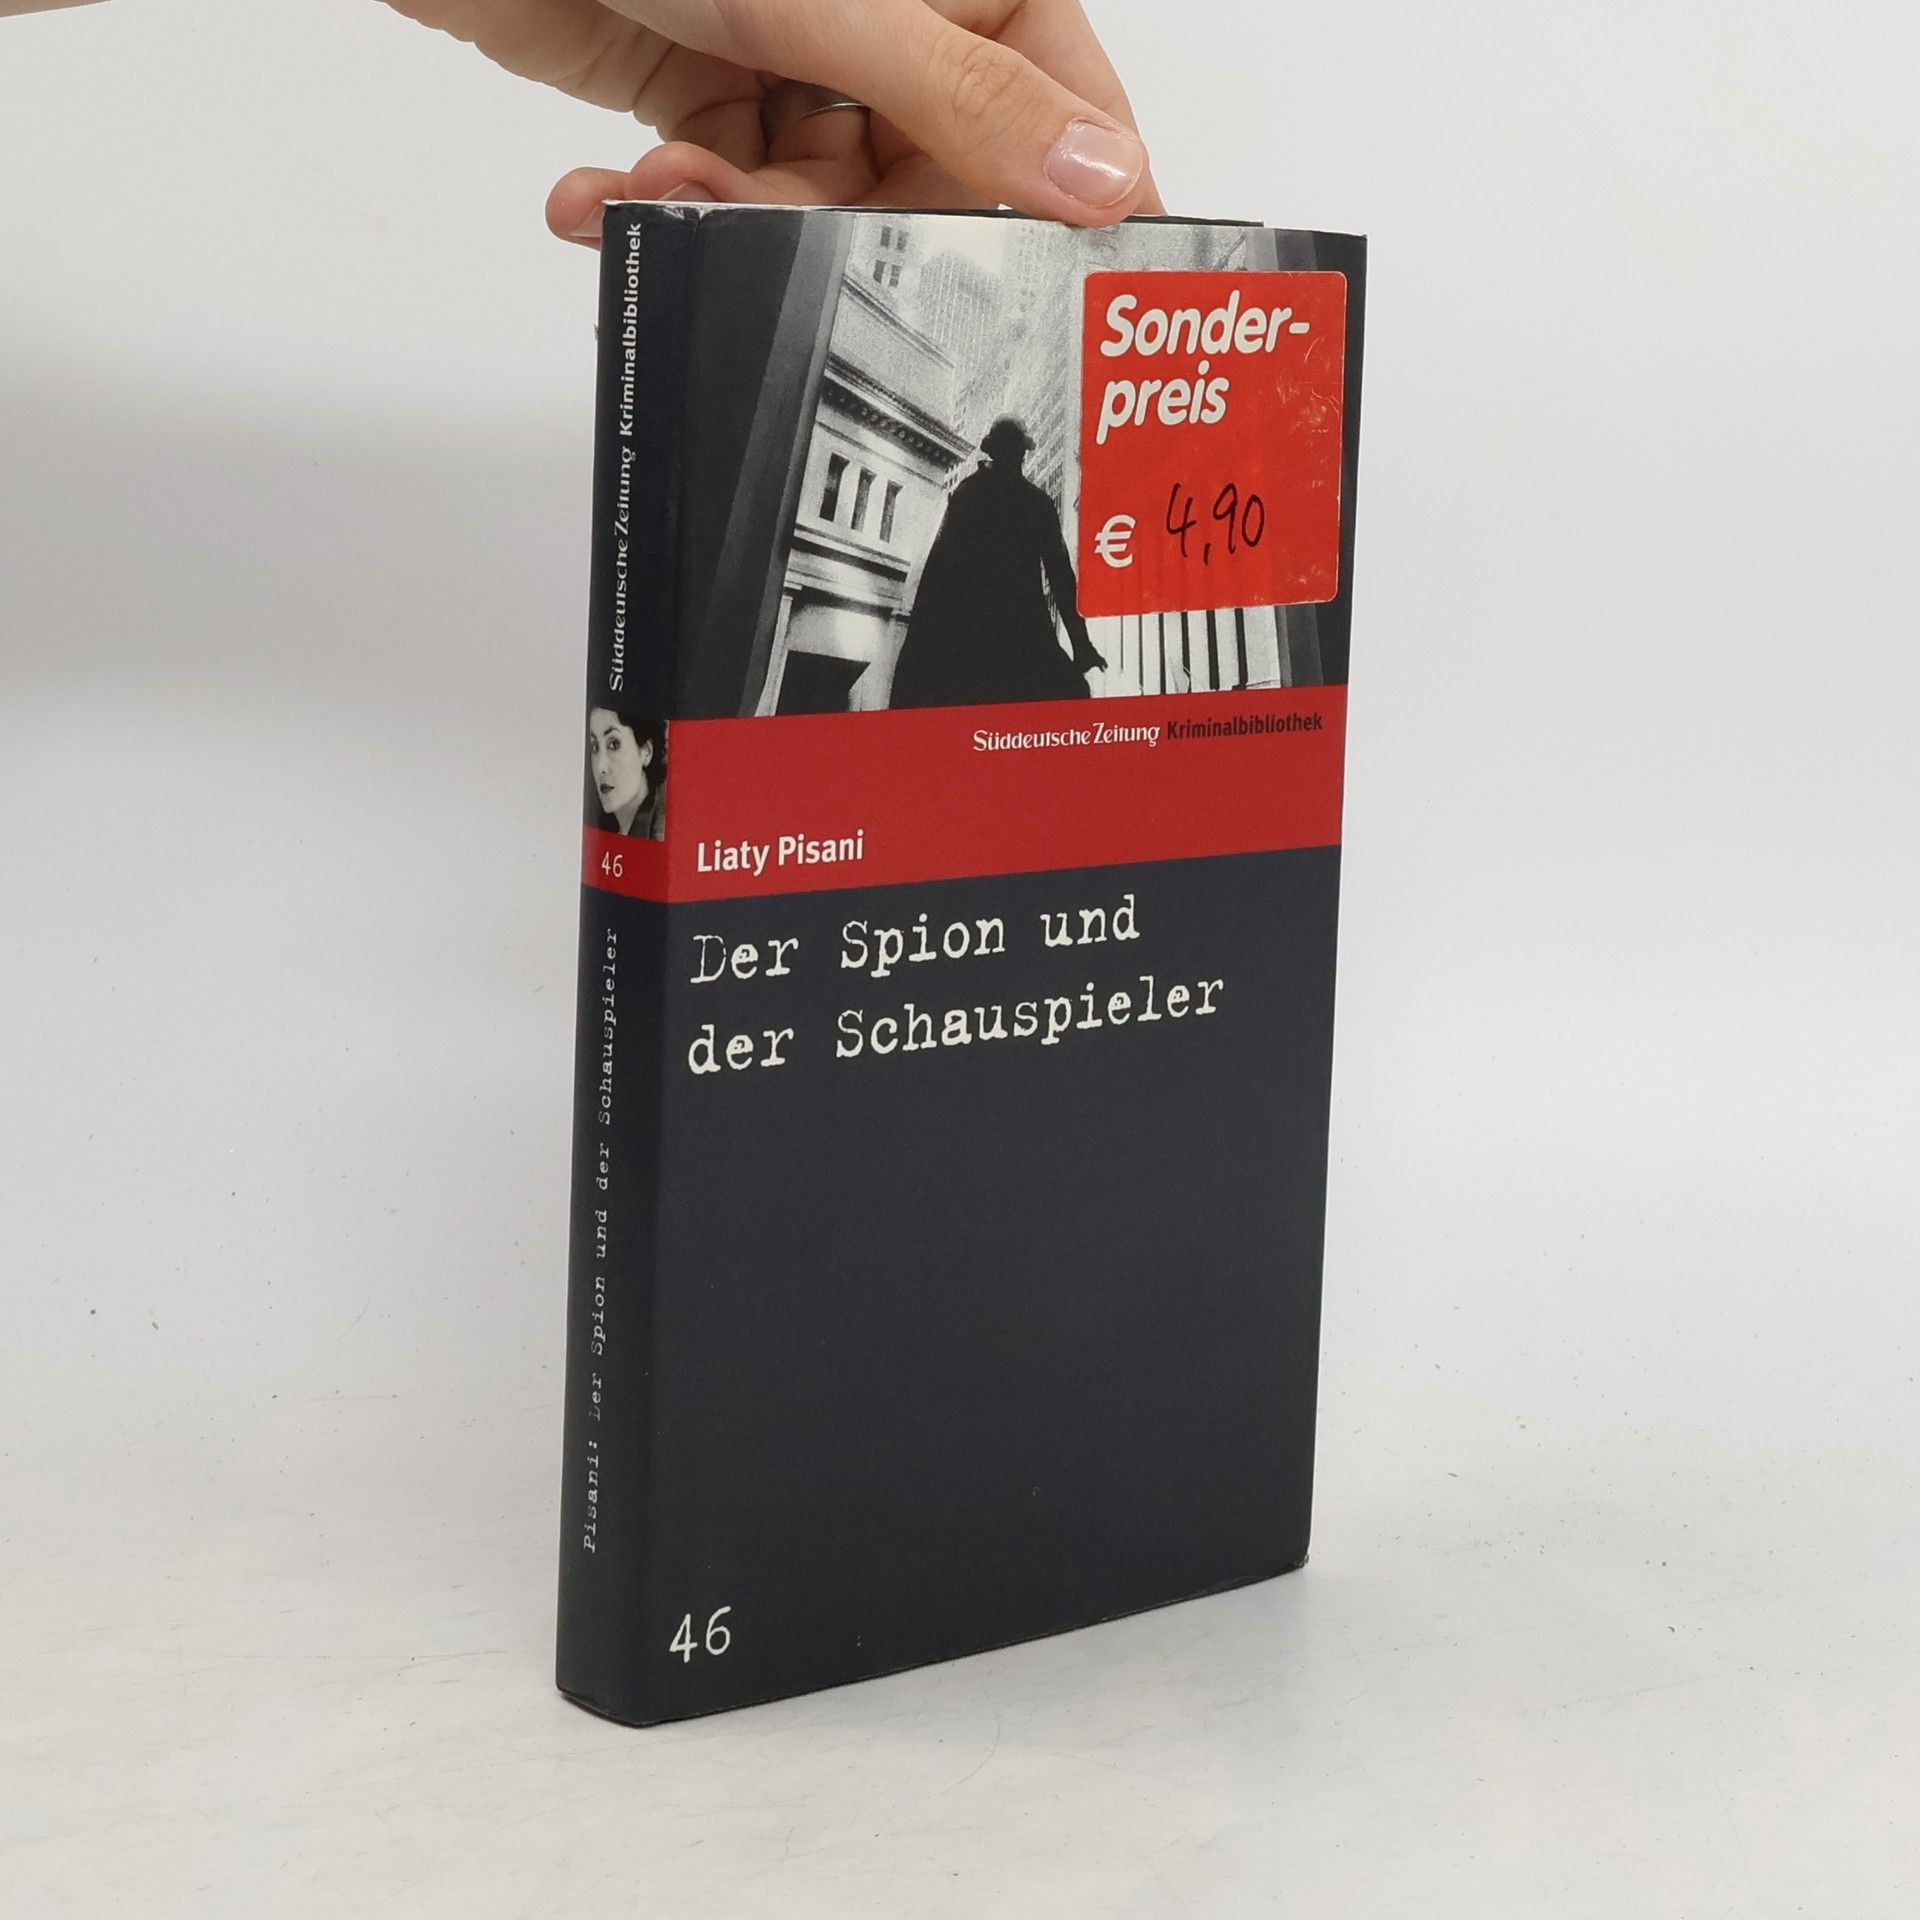 Süddeutsche Zeitung Kriminalbibliothek
46
Pisani: Der Spion und der Schauspieler
Sonder-
preis
€ 4,90
Süddeutsche Zeitung Kriminalbibliothek
Liaty Pisani
Der Spion und
der Schauspieler
46